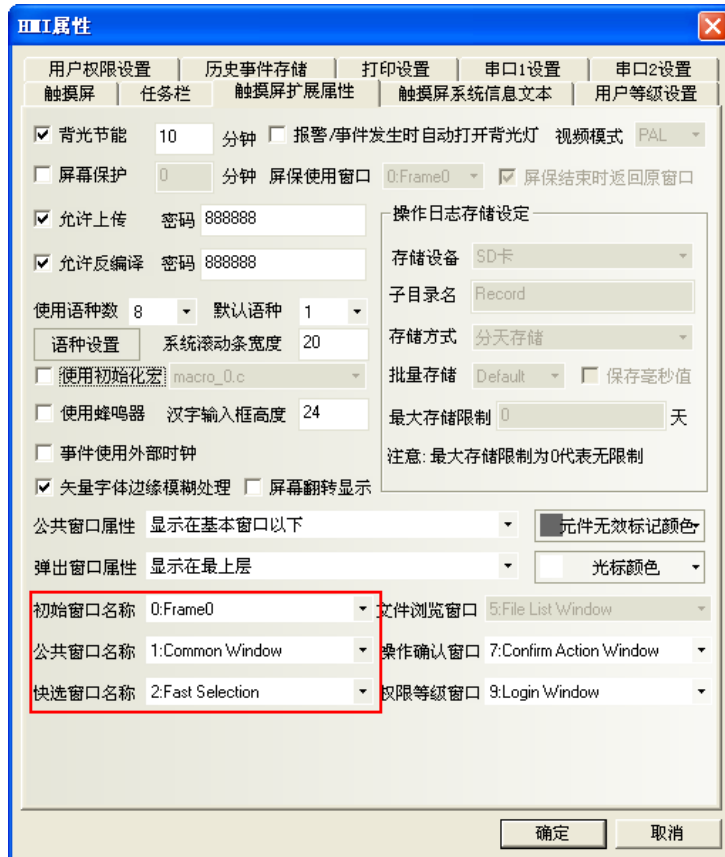 HMI属性
用户权限设置 历史事件存储 打印设置 串口1设置 串口2设置
触摸屏 任务栏 触摸屏扩展属性 触摸屏系统信息文本 用户等级设置
背光节能 10 分钟 报警/事件发生时自动打开背光灯 视频模式 PAL
屏幕保护 0 分钟 屏保使用窗口 0:Frame0 屏保结束时返回原窗口
允许上传 密码 888888
允许反编译 密码 888888
使用语种数 8 默认语种 1
语种设置 系统滚动条宽度 20
使用初始化宏 macro_0.c
使用蜂鸣器 汉字输入框高度 24
事件使用外部时钟
矢量字体边缘模糊处理 屏幕翻转显示
操作日志存储设定
存储设备 SD卡
子目录名 Record
存储方式 分天存储
批量存储 Default 保存毫秒值
最大存储限制 0 天
注意:最大存储限制为0代表无限制
公共窗口属性 显示在基本窗口以下 元件无效标记颜色
弹出窗口属性 显示在最上层 光标颜色
初始窗口名称 0:Frame0 文件浏览窗口 5:File List Window
公共窗口名称 1:Common Window 操作确认窗口 7:Confirm Action Window
快选窗口名称 2:Fast Selection 权限等级窗口 9:Login Window
确定 取消